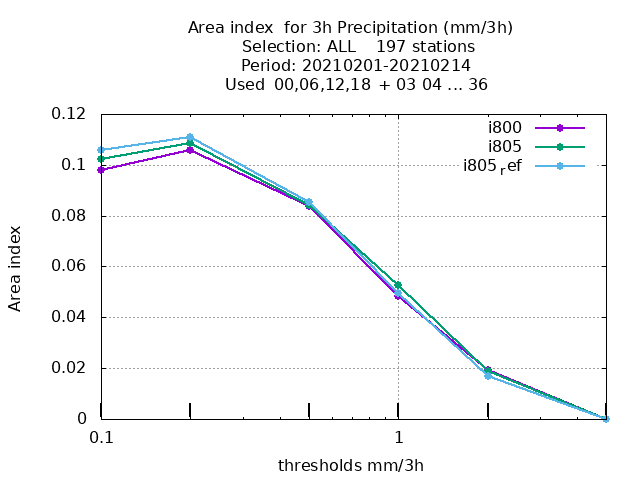 Area index  for 3h Precipitation (mm/3h)
Selection: ALL    197 stations
Period: 20210201-20210214
Used  00,06,12,18  + 03 04 ... 36
0.12
0.1
0.08
0.06
0.04
0.02
0
Area index
i800
i805
i805ref
0.1
1
thresholds mm/3h